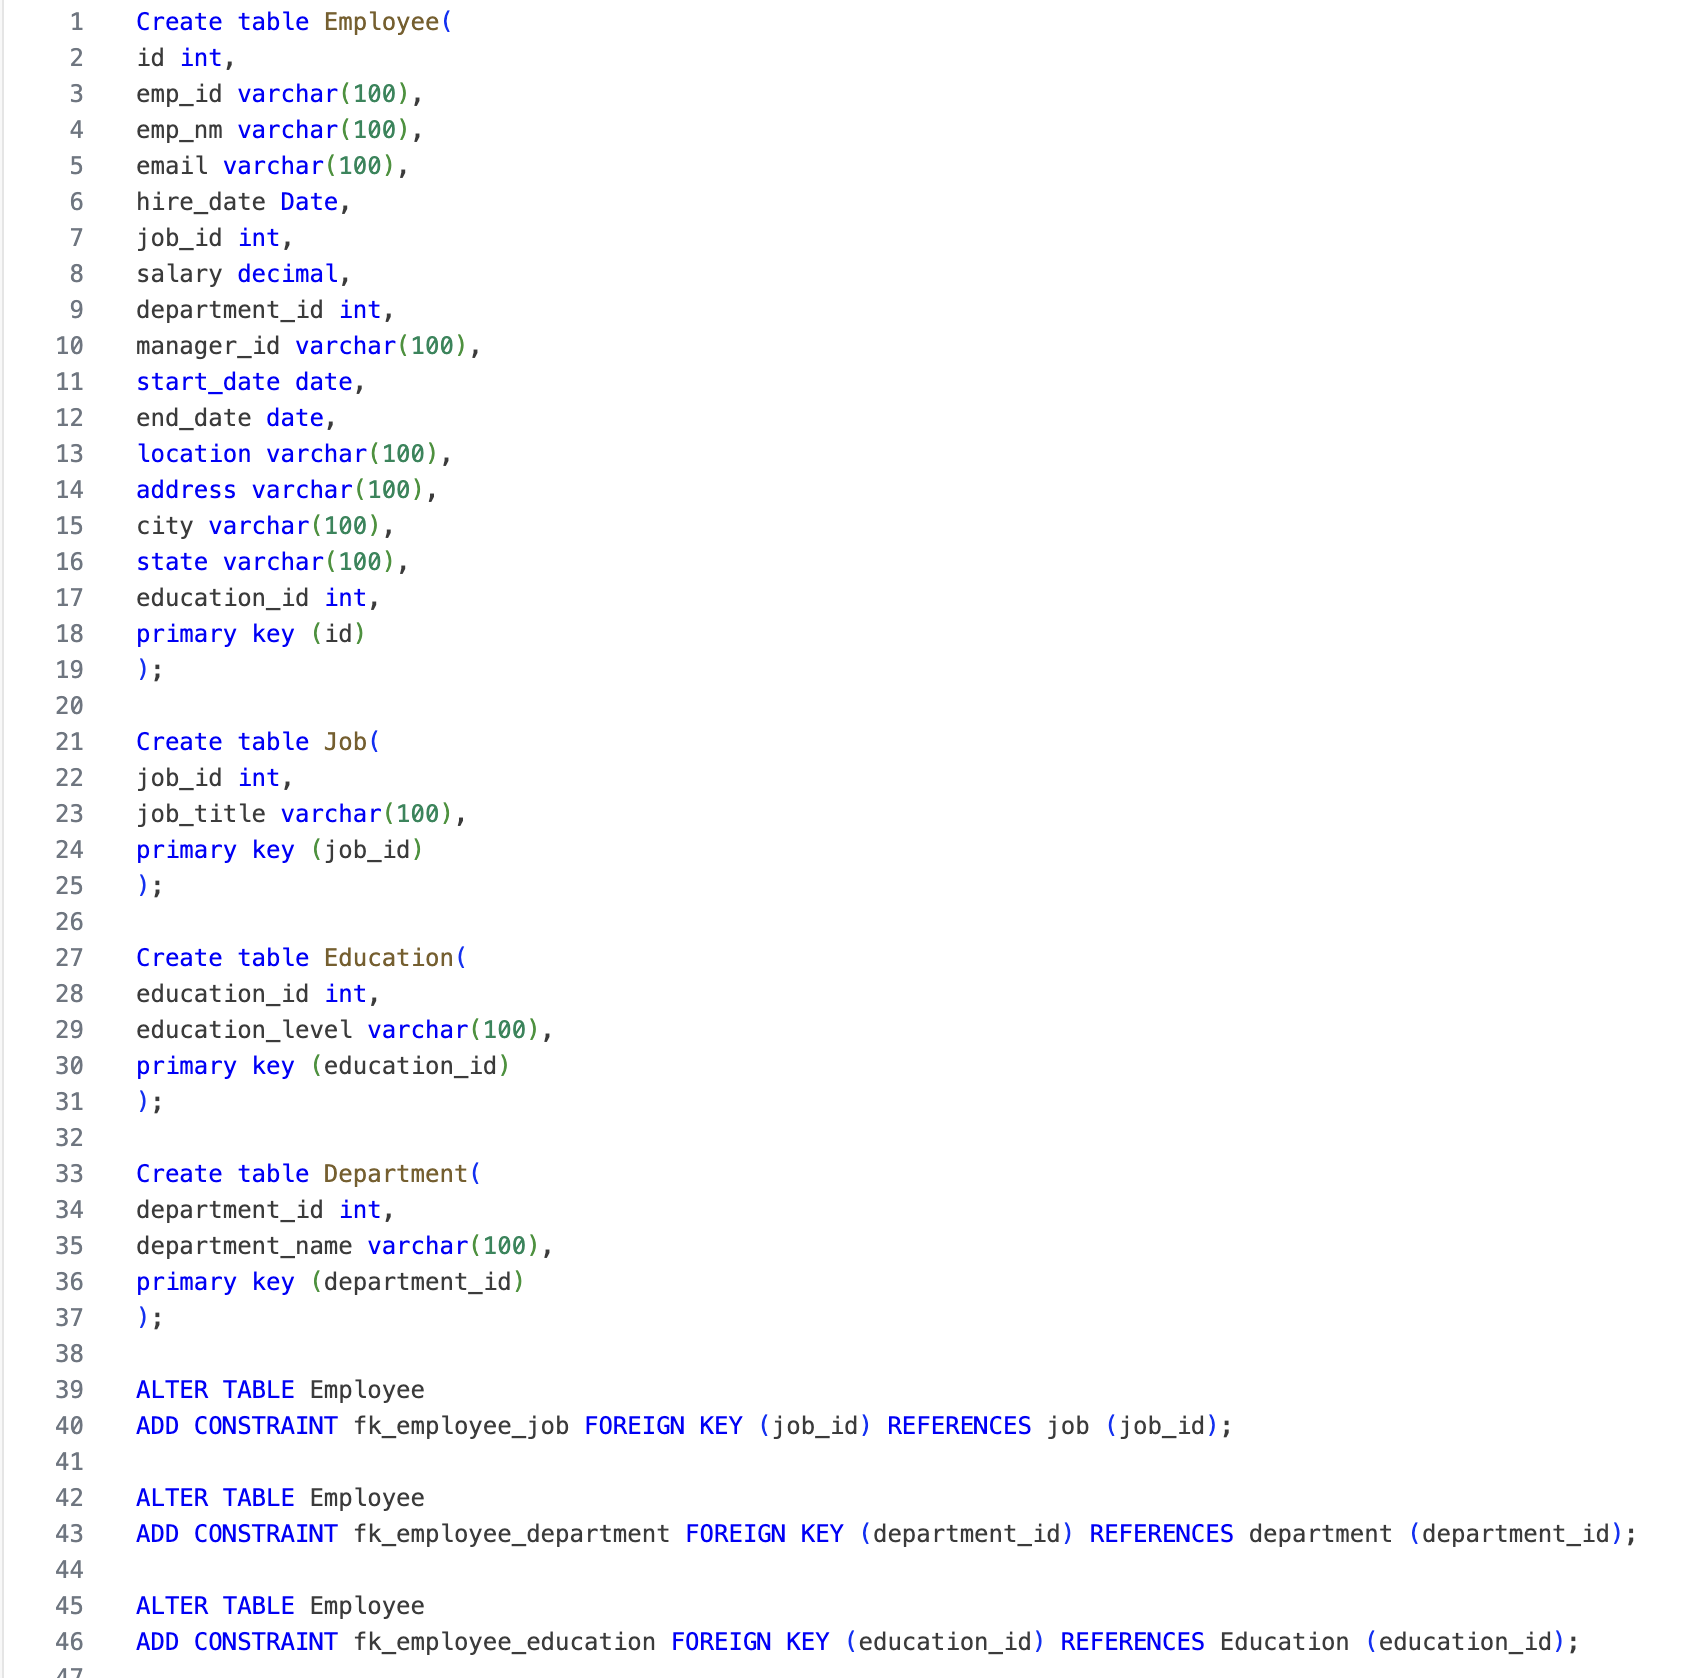 1 Create table Employee(
2 id int,
3 emp_id varchar(100),
4 emp_nm varchar(100),
5 email varchar(100),
6 hire_date Date,
7 job_id int,
8 salary decimal,
9 department_id int,
10 manager_id varchar(100),
11 start_date date,
12 end_date date,
13 location varchar(100),
14 address varchar(100),
15 city varchar(100),
16 state varchar(100),
17 education_id int,
18 primary key (id)
19 );
20
21 Create table Job(
22 job_id int,
23 job_title varchar(100),
24 primary key (job_id)
25 );
26
27 Create table Education(
28 education_id int,
29 education_level varchar(100),
30 primary key (education_id)
31 );
32
33 Create table Department(
34 department_id int,
35 department_name varchar(100),
36 primary key (department_id)
37 );
38
39 ALTER TABLE Employee
40 ADD CONSTRAINT fk_employee_job FOREIGN KEY (job_id) REFERENCES job (job_id);
41
42 ALTER TABLE Employee
43 ADD CONSTRAINT fk_employee_department FOREIGN KEY (department_id) REFERENCES department (department_id);
44
45 ALTER TABLE Employee
46 ADD CONSTRAINT fk_employee_education FOREIGN KEY (education_id) REFERENCES Education (education_id);
47